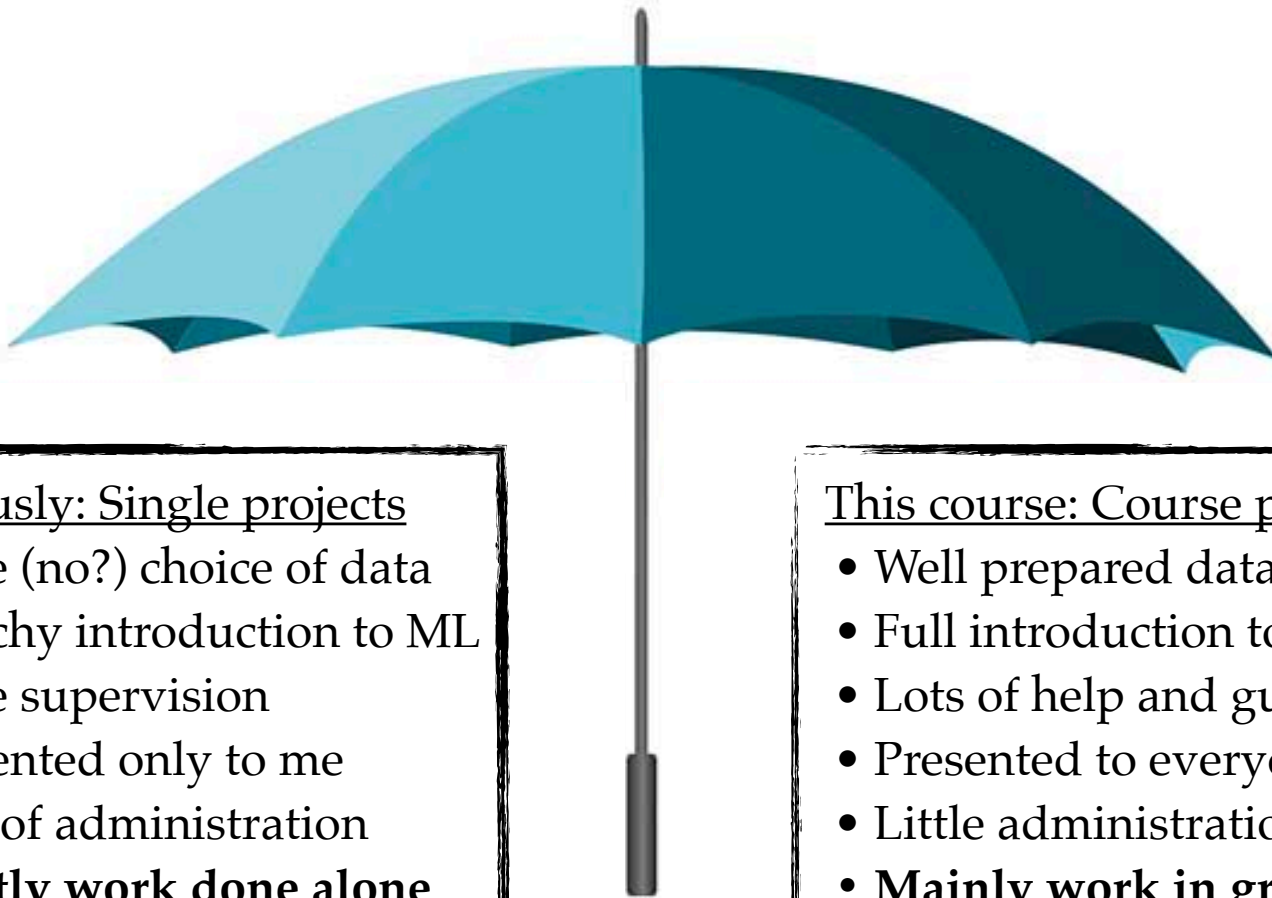 usly: Single projects
e (no?) choice of data
chy introduction to ML
e supervision
ented only to me
of administration
tly work done alone
This course: Course p
• Well prepared data
• Full introduction to
• Lots of help and gu
• Presented to everyo
• Little administratio
• Mainly work in gr